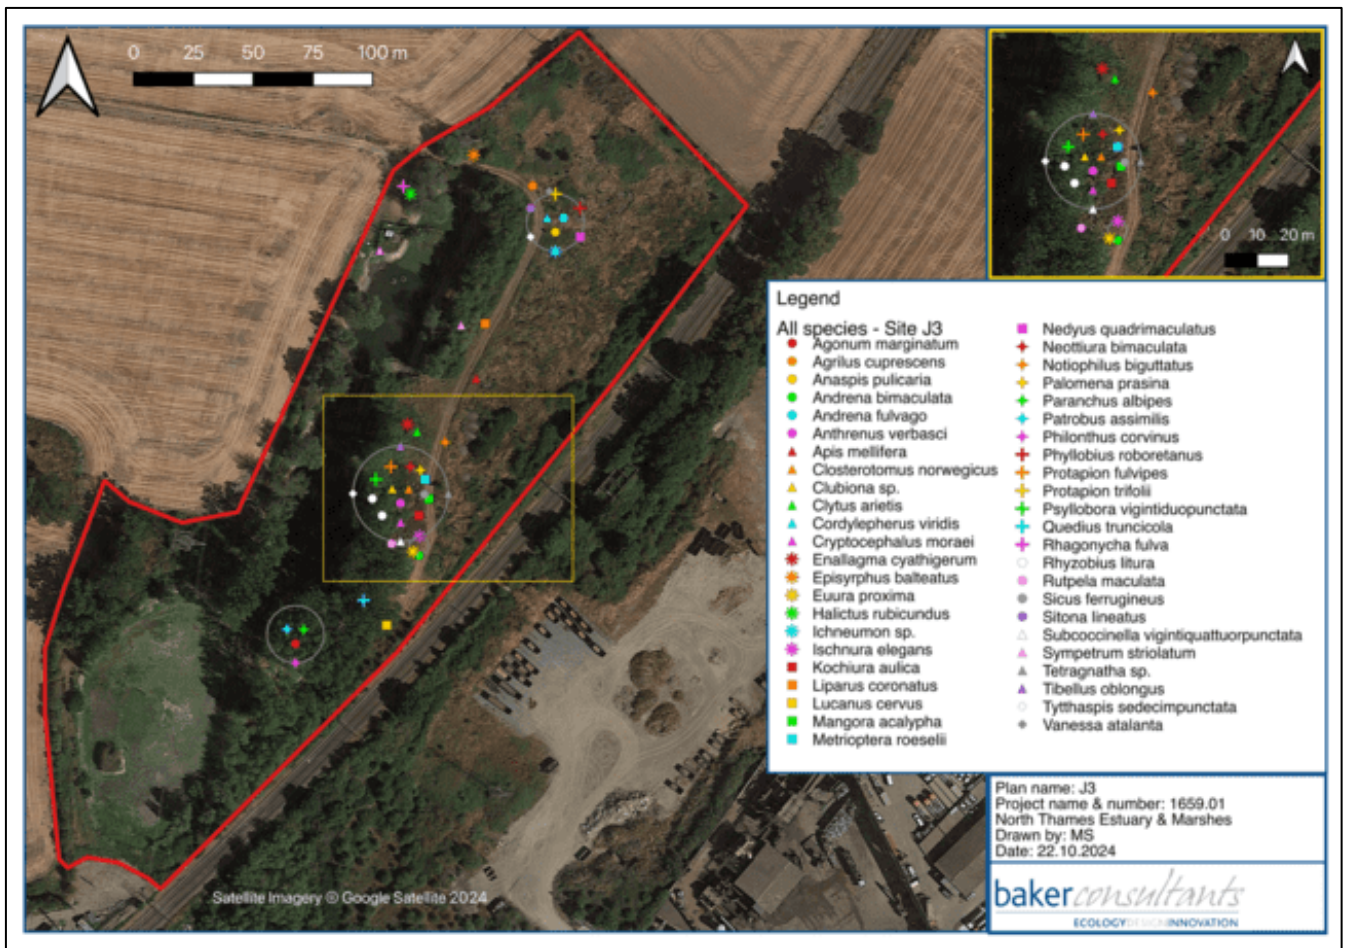 0 25 50 75 100 m
0 10 20 m
Legend
All species - Site J3
Agonum marginatum
Agrilus cuprescens
Anaspis pulicaria
Andrena bimaculata
Andrena fulvago
Anthrenus verbasci
Apis mellifera
Closterotomus norwegicus
Clubiona sp.
Clytus arietis
Cordylepherus viridis
Cryptocephalus moraei
Enallagma cyathigerum
Episyrphus balteatus
Euura proxima
Halictus rubicundus
Ichneumon sp.
Ischnura elegans
Kochiura aulica
Liparus coronatus
Lucanus cervus
Mangora acalypha
Metrioptera roeselii
Nedyus quadrimaculatus
Neottiura bimaculata
Notiophilus biguttatus
Palomena prasina
Paranchus albipes
Patrobus assimilis
Philonthus corvinus
Phyllobius roboretanus
Protapion fulvipes
Protapion trifolii
Psyllobora vigintiduopunctata
Quedius truncicola
Rhagonycha fulva
Rhyzobius litura
Rutpela maculata
Sicus ferrugineus
Sitona lineatus
Subcoccinella vigintiquattuorpunctata
Sympetrum striolatum
Tetragnatha sp.
Tibellus oblongus
Tytthaspis sedecimpunctata
Vanessa atalanta
Plan name: J3
Project name & number: 1659.01
North Thames Estuary & Marshes
Drawn by: MS
Date: 22.10.2024
bakerconsultants
ECOLOGYDESIGNINNOVATION
Satellite Imagery © Google Satellite 2024